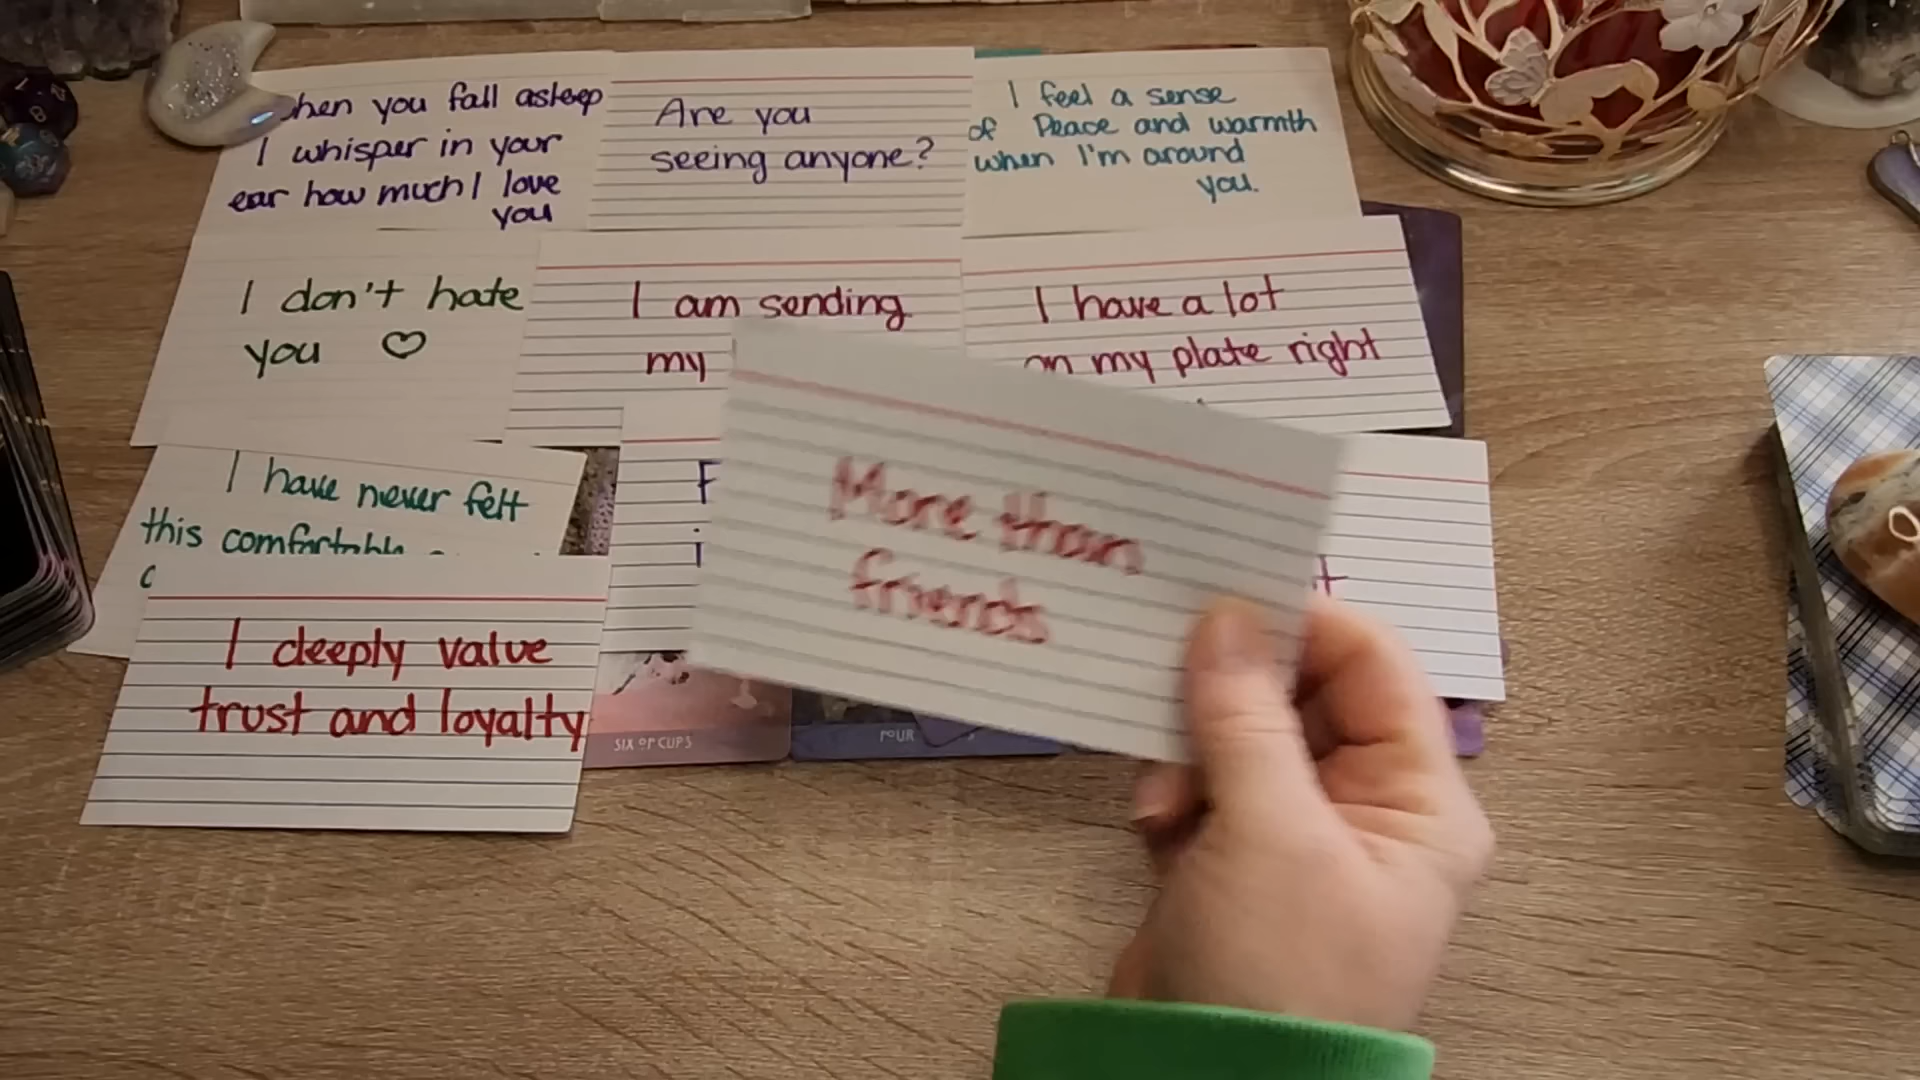 hen you fall asleep
I whisper in your
ear how much I love
you
Are you
seeing anyone?
I feel a sense
of Peace and warmth
when I'm around
you.
I don't hate
you ♡
I am sending
my
I have a lot
on my plate right
I have never felt
this comfortable
I deeply value
trust and loyalty
More than
friends
SIX OF CUPS
FOUR